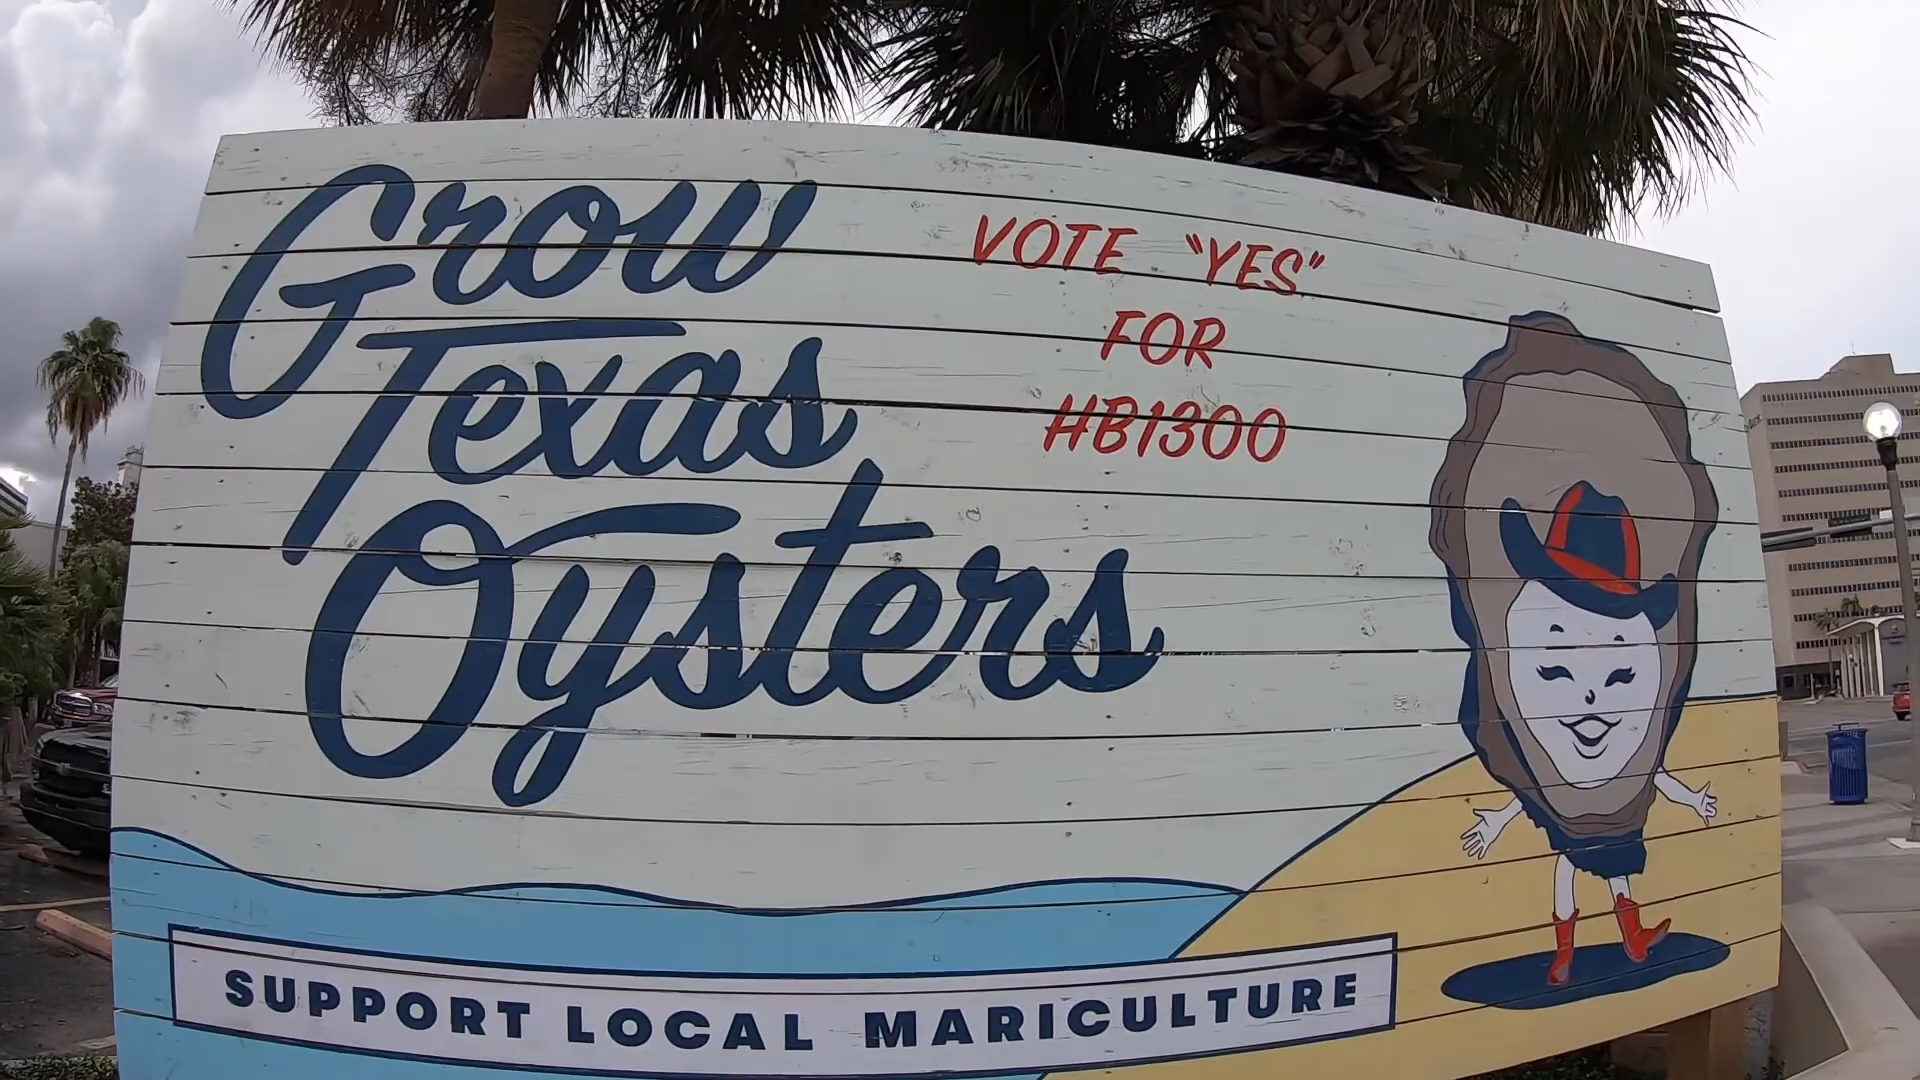 Grow
Texas
Oysters
VOTE "YES"
FOR
HB1300
SUPPORT LOCAL MARICULTURE